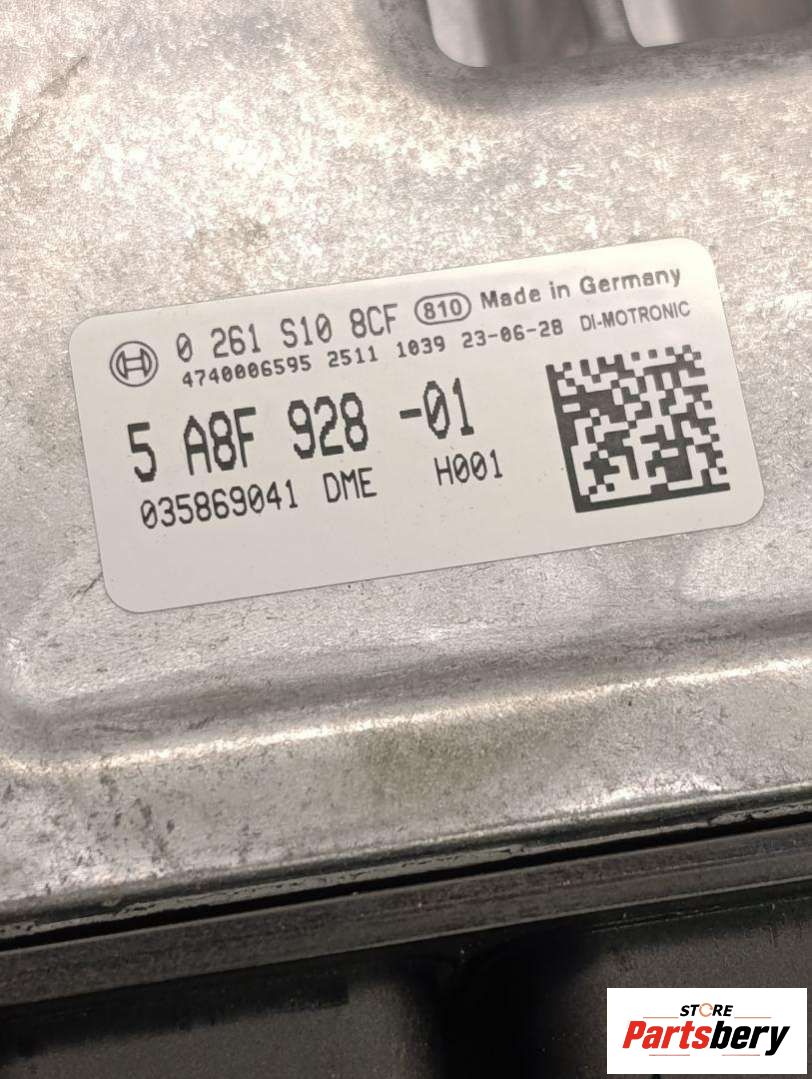 0 261 S10 8CF 810 Made in Germany
4740006595 2511 1039 23-06-28 DI-MOTRONIC
5 A8F 928 -01
035869041 DME H001
STORE
Partsbery